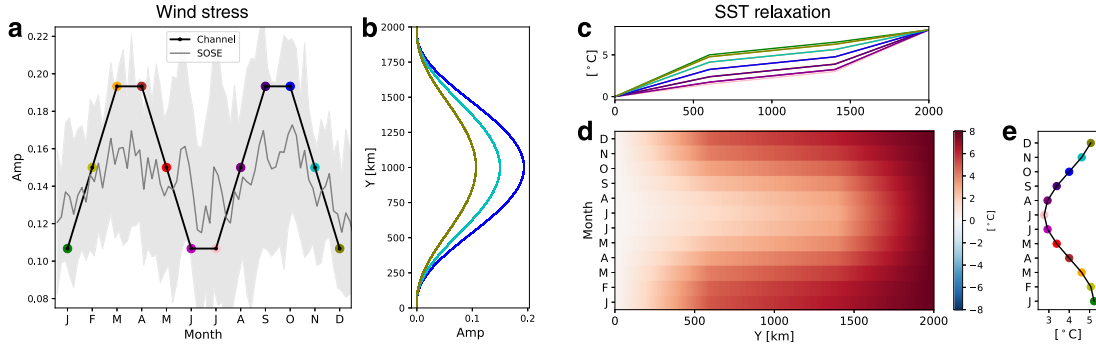 Wind stress
SST relaxation
a
0.22
0.20
0.18
0.16
0.14
0.12
0.10
0.08
Amp
Channel
SOSE
J F M A M J J A S O N D
Month
b
2000
1750
1500
1250
1000
750
500
250
0
Y [km]
0.0 0.1 0.2
Amp
c
5
0
[°C]
0 500 1000 1500 2000
d
D
N
O
S
A
J
J
M
A
M
F
J
Month
0 500 1000 1500 2000
Y [km]
8
6
4
2
0
−2
−4
−6
−8
[°C]
e
D
N
O
S
A
J
J
M
A
M
F
J
3 4 5
[°C]